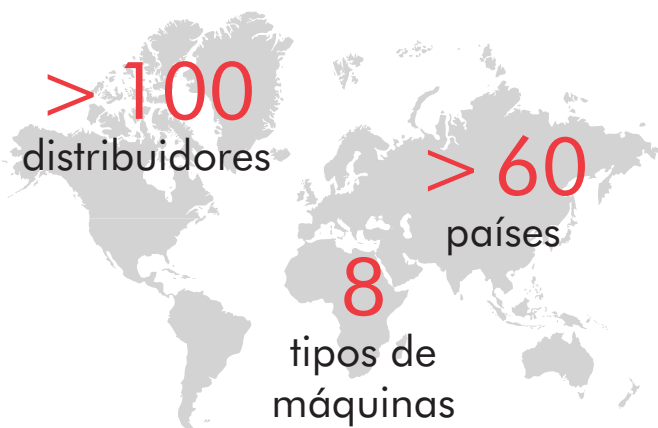 > 100
distribuidores
> 60
países
8
tipos de
máquinas